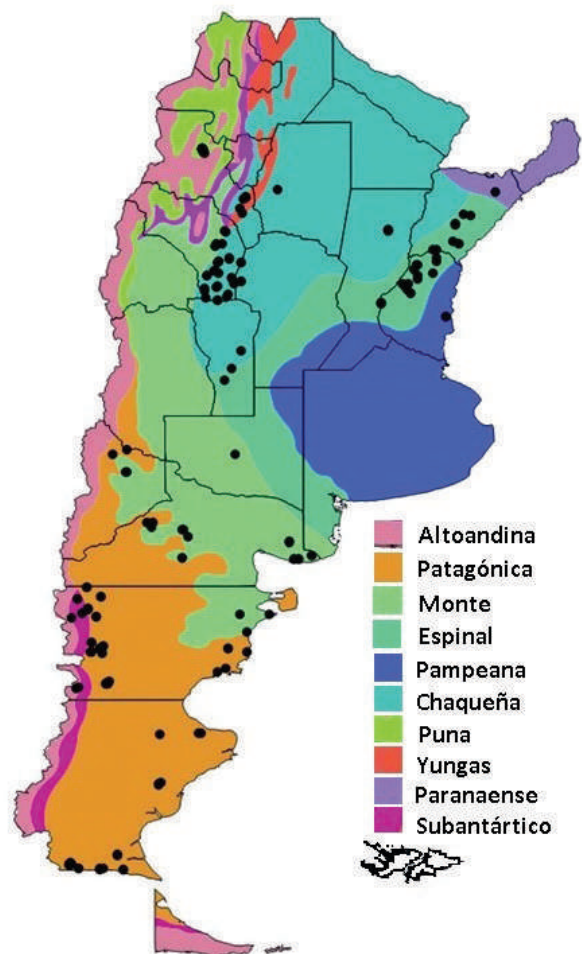 Altoandina
Patagónica
Monte
Espinal
Pampeana
Chaqueña
Puna
Yungas
Paranaense
Subantártico